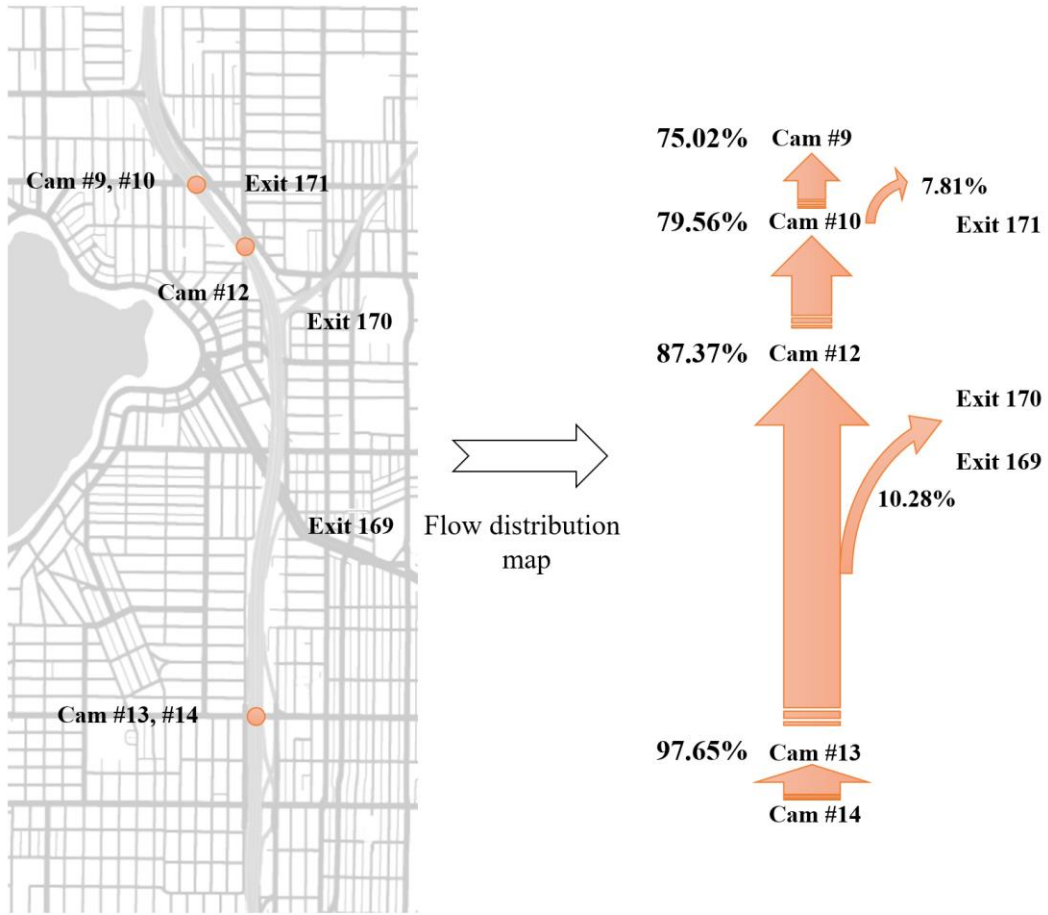 Cam #9, #10
Exit 171
Cam #12
Exit 170
Exit 169
Cam #13, #14
Flow distribution
map
75.02% Cam #9
7.81%
79.56% Cam #10
Exit 171
87.37% Cam #12
Exit 170
Exit 169
10.28%
97.65% Cam #13
Cam #14